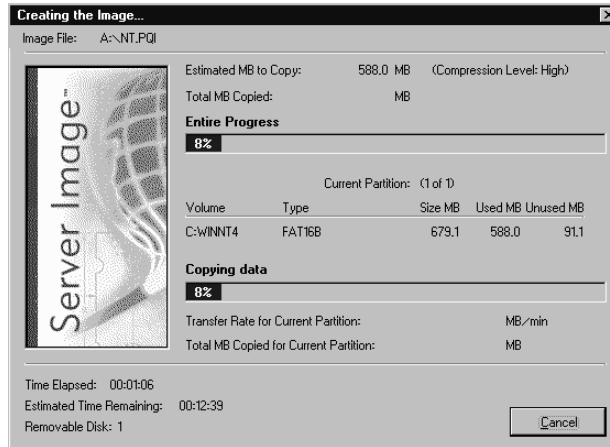 Creating the Image...
Image File: A:\NT.PQI
Server Image™
Estimated MB to Copy: 588.0 MB (Compression Level: High)
Total MB Copied: MB
Entire Progress
8%
Current Partition: (1 of 1)
Volume Type Size MB Used MB Unused MB
C:WINNT4 FAT16B 679.1 588.0 91.1
Copying data
8%
Transfer Rate for Current Partition: MB/min
Total MB Copied for Current Partition: MB
Time Elapsed: 00:01:06
Estimated Time Remaining: 00:12:39
Removable Disk: 1
Cancel